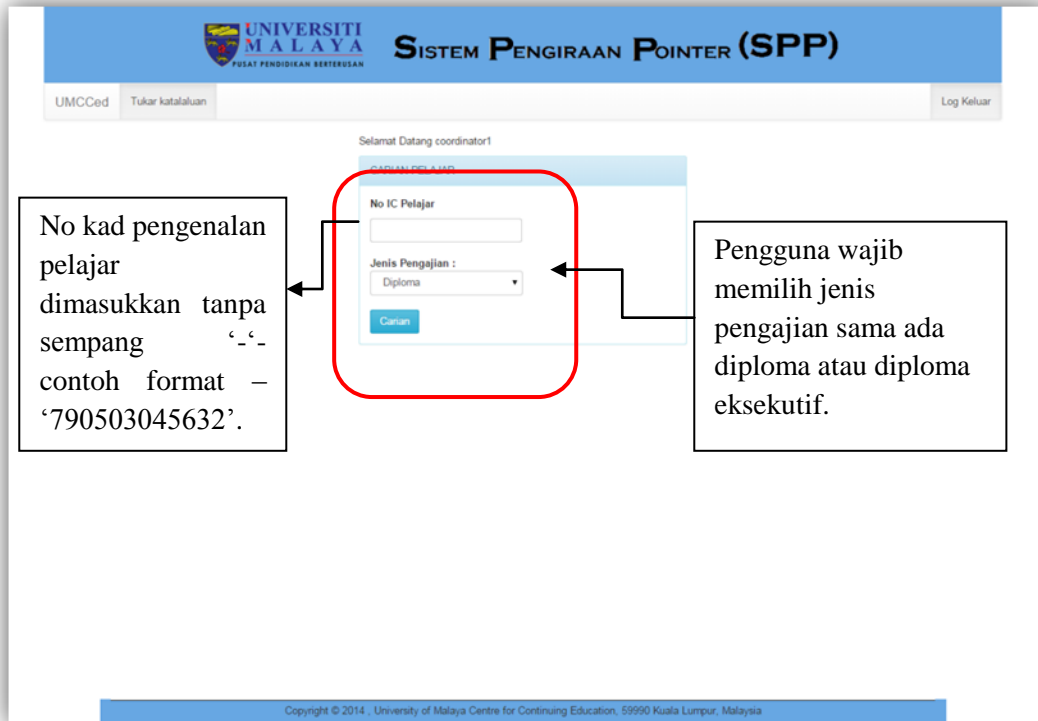 UNIVERSITI
MALAYA
PUSAT PENDIDIKAN BERTERUSAN
SISTEM PENGIRAAN POINTER (SPP)
UMCCed Tukar katalaluan Log Keluar
Selamat Datang coordinator1
CARIAN PELAJAR
No IC Pelajar
Jenis Pengajian :
Diploma
Carian
No kad pengenalan
pelajar
dimasukkan tanpa
sempang ‘-‘-
contoh format –
‘790503045632’.
Pengguna wajib
memilih jenis
pengajian sama ada
diploma atau diploma
eksekutif.
Copyright © 2014 , University of Malaya Centre for Continuing Education, 59990 Kuala Lumpur, Malaysia